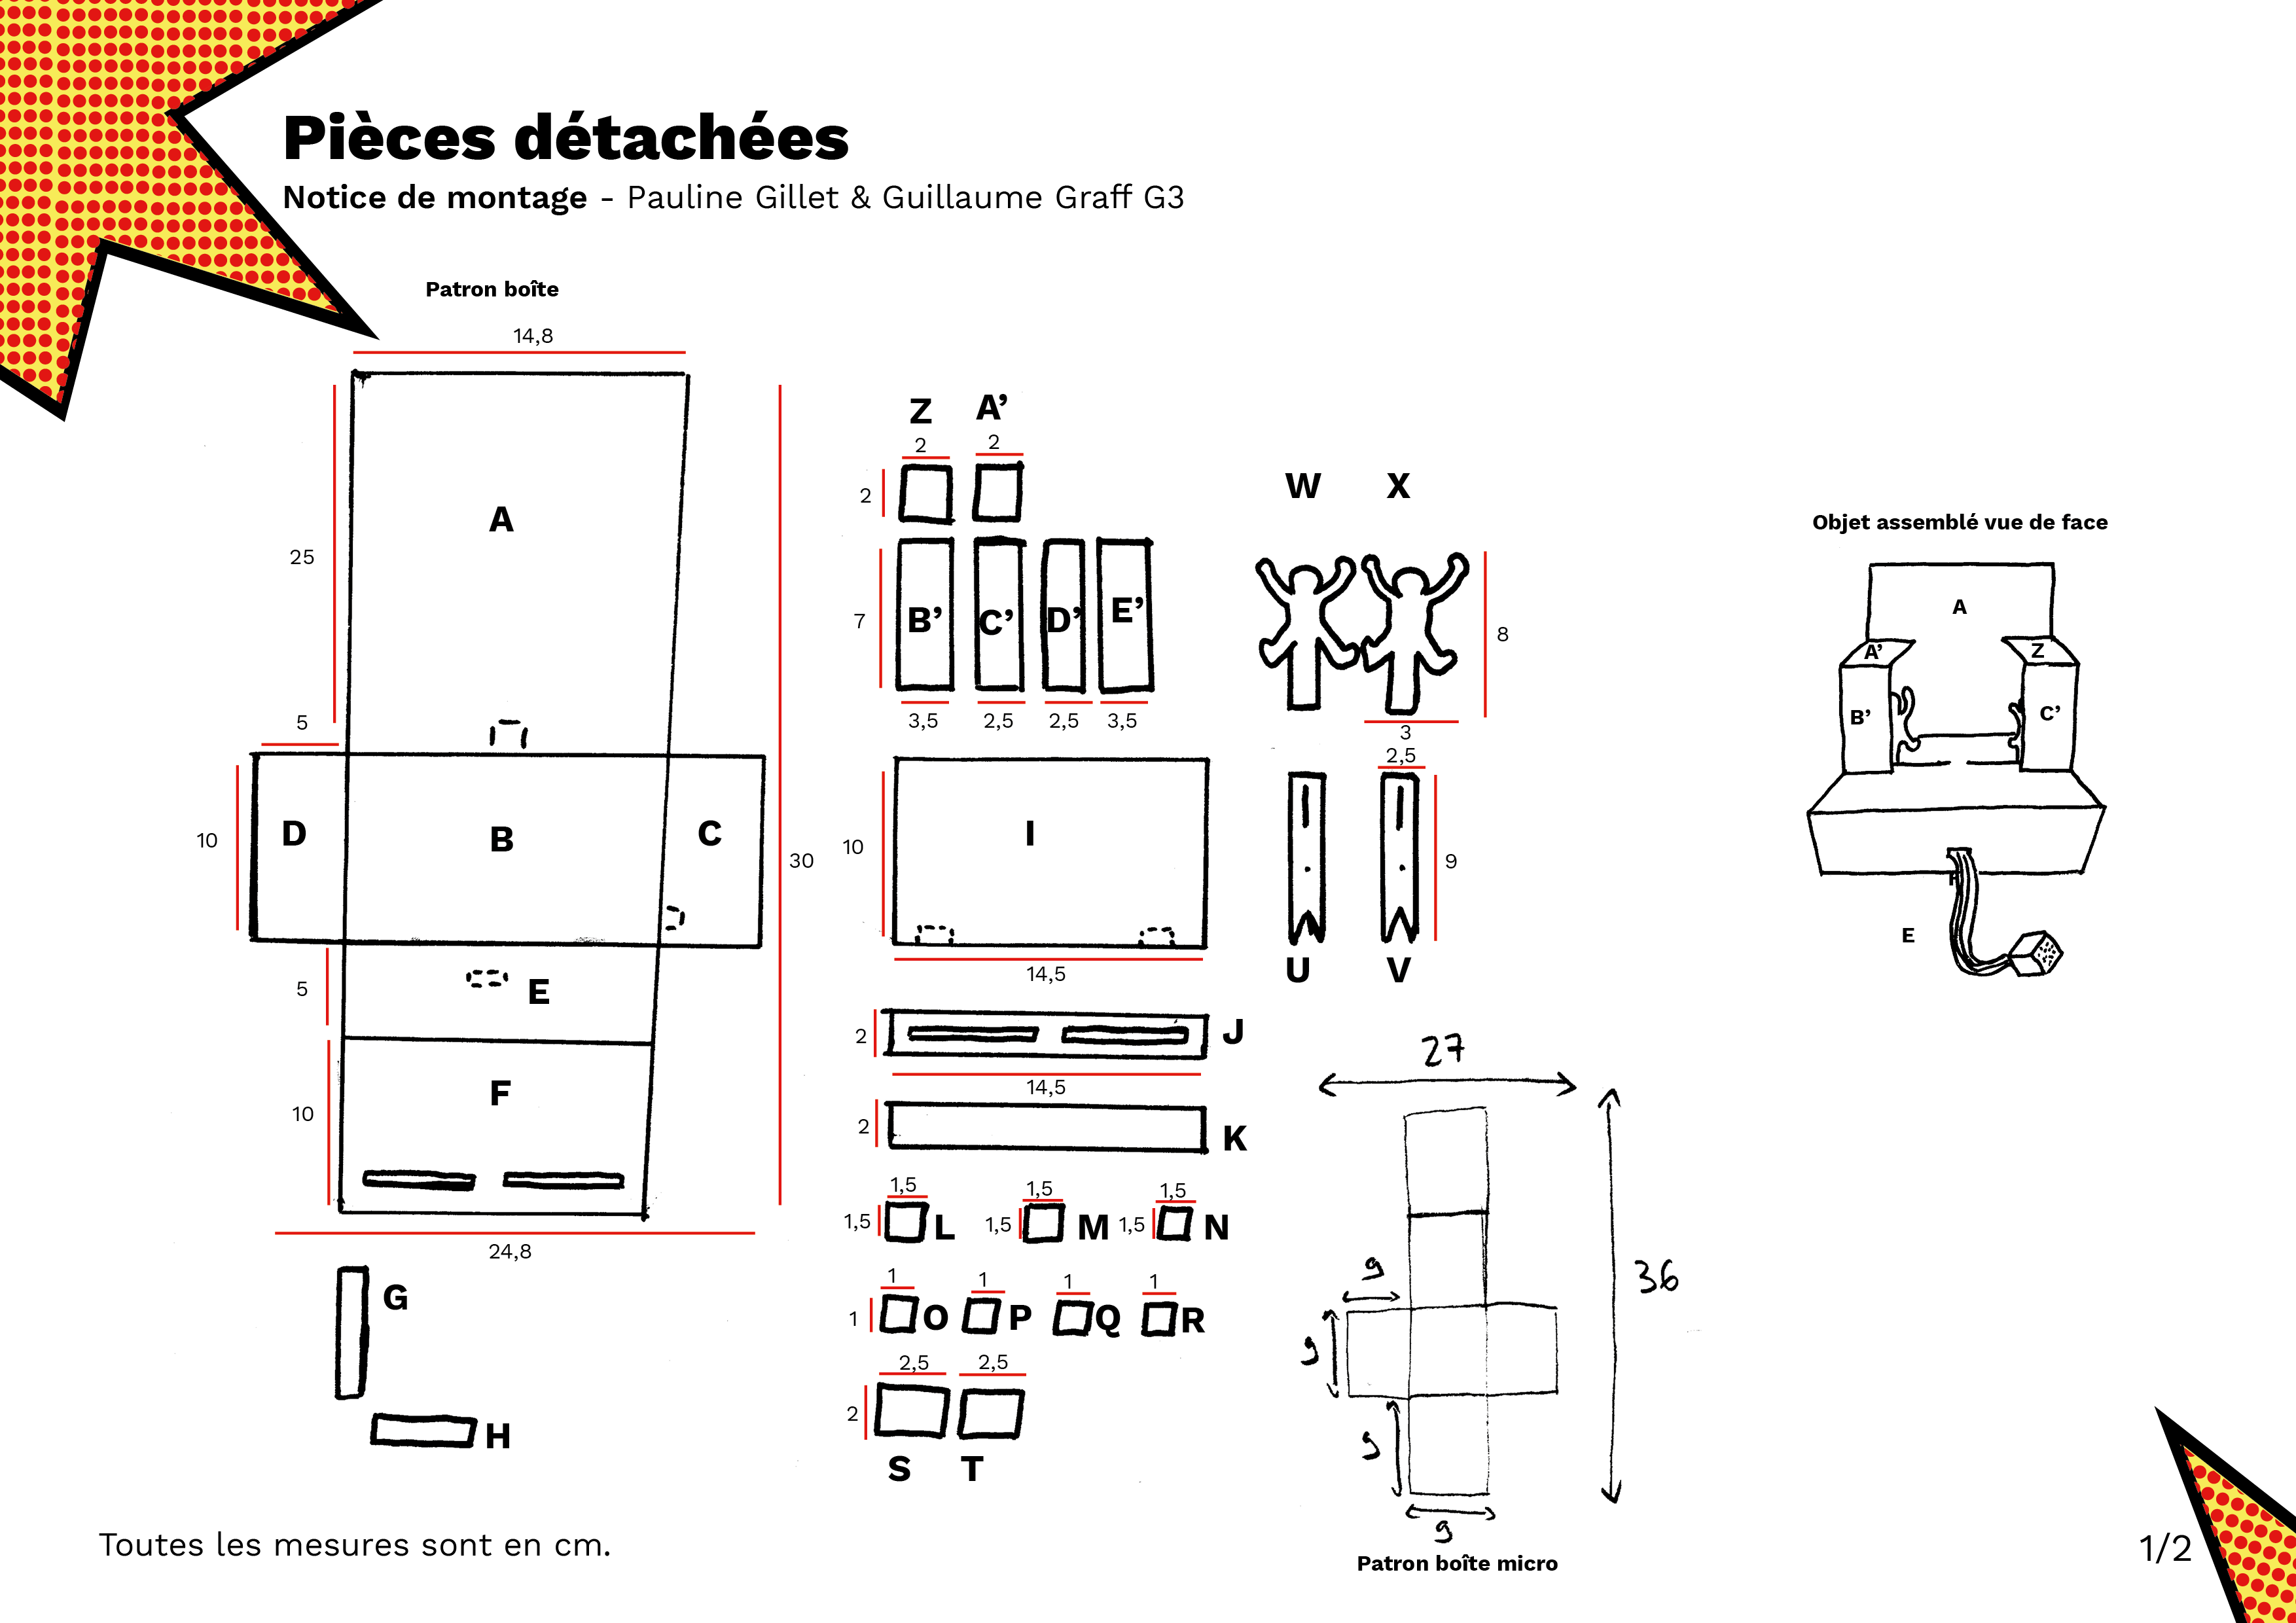 Pièces détachées
Notice de montage - Pauline Gillet & Guillaume Graff G3
Patron boîte
14,8
A
25
5
10
D
B
C
30
5
E
10
F
24,8
G
H
Z A’
2 2
2
7
B’ C’ D’ E’
3,5 2,5 2,5 3,5
10
I
14,5
2
J
14,5
2
K
1,5 1,5 1,5
1,5 L 1,5 M 1,5 N
1 1 1 1
1 O P Q R
2,5 2,5
2
S T
W X
8
3
2,5
9
U V
27
36
9
9
9
9
Patron boîte micro
Objet assemblé vue de face
A
A’ Z
B’ C’
E
Toutes les mesures sont en cm.
1/2